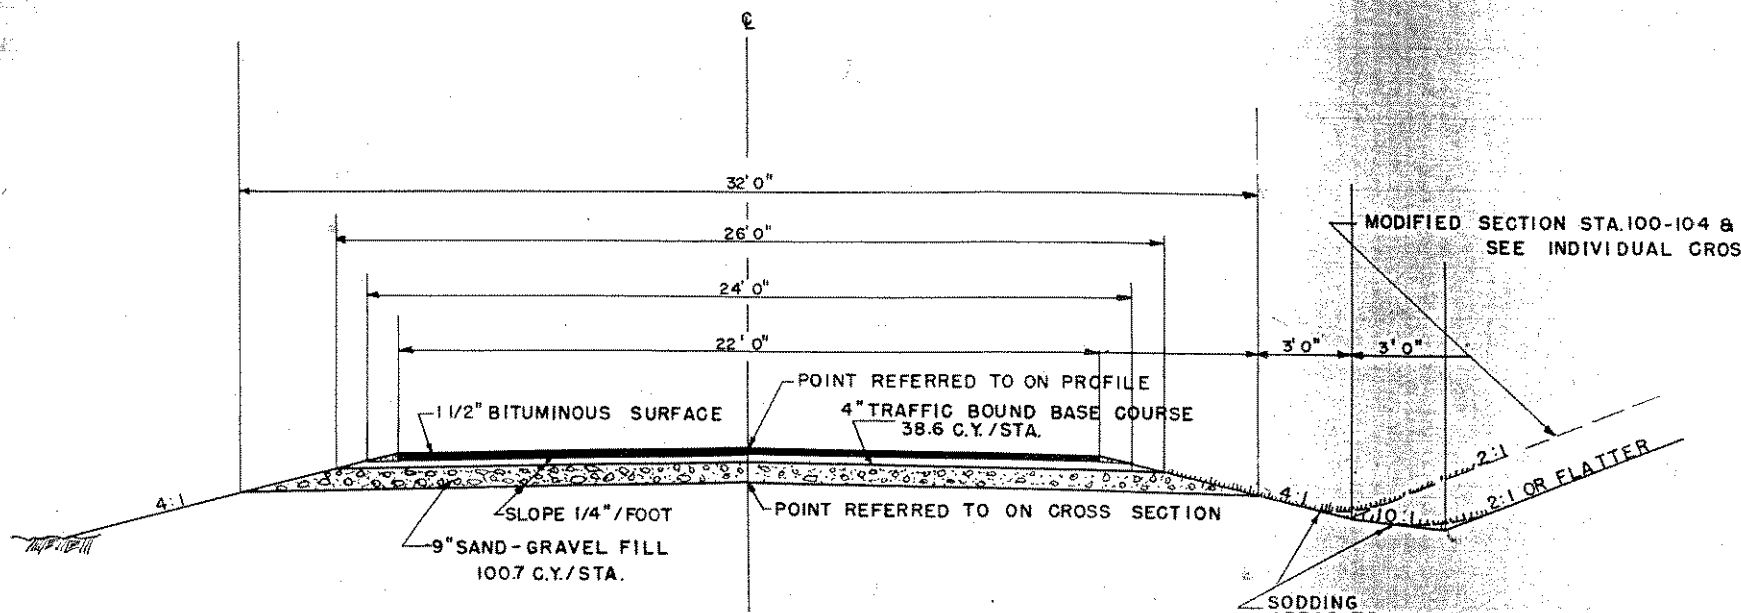 ℄
32' 0"
26' 0"
MODIFIED SECTION STA. 100-104 &
SEE INDIVIDUAL CROS
24' 0"
22' 0"
3' 0"
3' 0"
POINT REFERRED TO ON PROFILE
1 1/2" BITUMINOUS SURFACE
4" TRAFFIC BOUND BASE COURSE
38.6 C.Y./STA.
4:1
SLOPE 1/4"/FOOT
POINT REFERRED TO ON CROSS SECTION
4:1
10:1
2:1
2:1 OR FLATTER
9" SAND-GRAVEL FILL
100.7 C.Y./STA.
SODDING